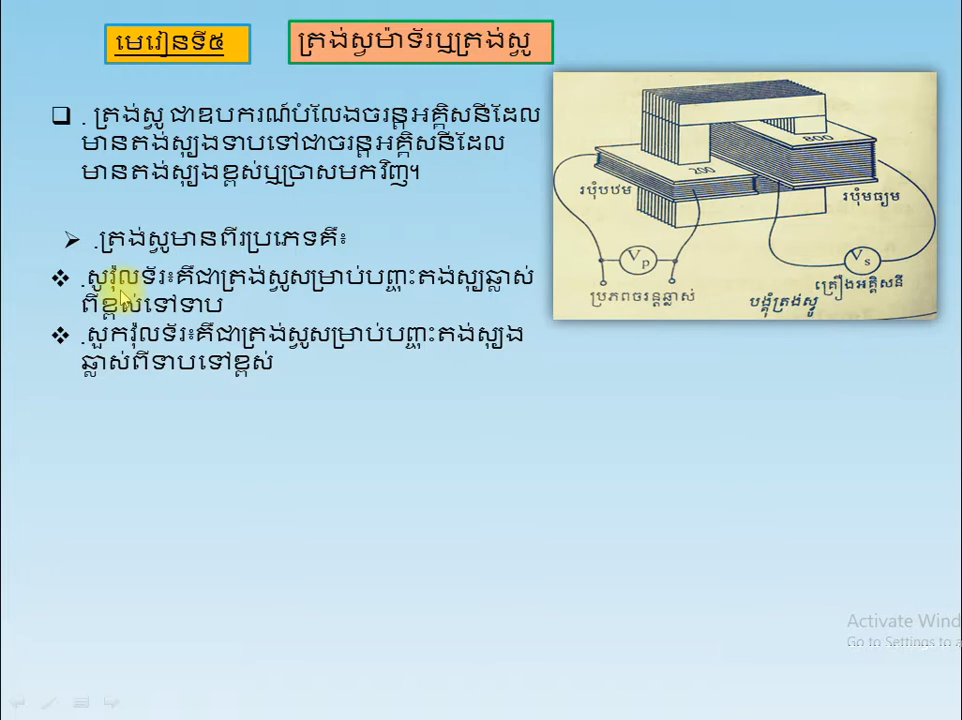 មេរៀនទី៥
ត្រង់ស្វូម៉ាទ័រឬត្រង់ស្វូ
. ត្រង់ស្វូ ជាឧបករណ៍បំលែងចរន្តអគ្គិសនីដែល
មានតង់ស្យុងទាបទៅជាចរន្តអគ្គិសនីដែល
មានតង់ស្យុងខ្ពស់ឬច្រាសមកវិញ។
.ត្រង់ស្វូមានពីរប្រភេទគឺ៖
.សូវ៉ុលទ័រ៖គឺជាត្រង់ស្វូសម្រាប់បញ្ចុះតង់ស្យុឆ្លាស់
ពីខ្ពស់ទៅទាប
.សួកវ៉ុលទ័រ៖គឺជាត្រង់ស្វូសម្រាប់បញ្ចុះតង់ស្យុង
ឆ្លាស់ពីទាបទៅខ្ពស់
800
200
របុំបឋម
របុំមធ្យម
Vp
Vs
ប្រភពចរន្តឆ្លាស់
គ្រឿងអគ្គិសនី
បង្គុំត្រង់ស្វូ
Activate Wind
Go to Settings to a